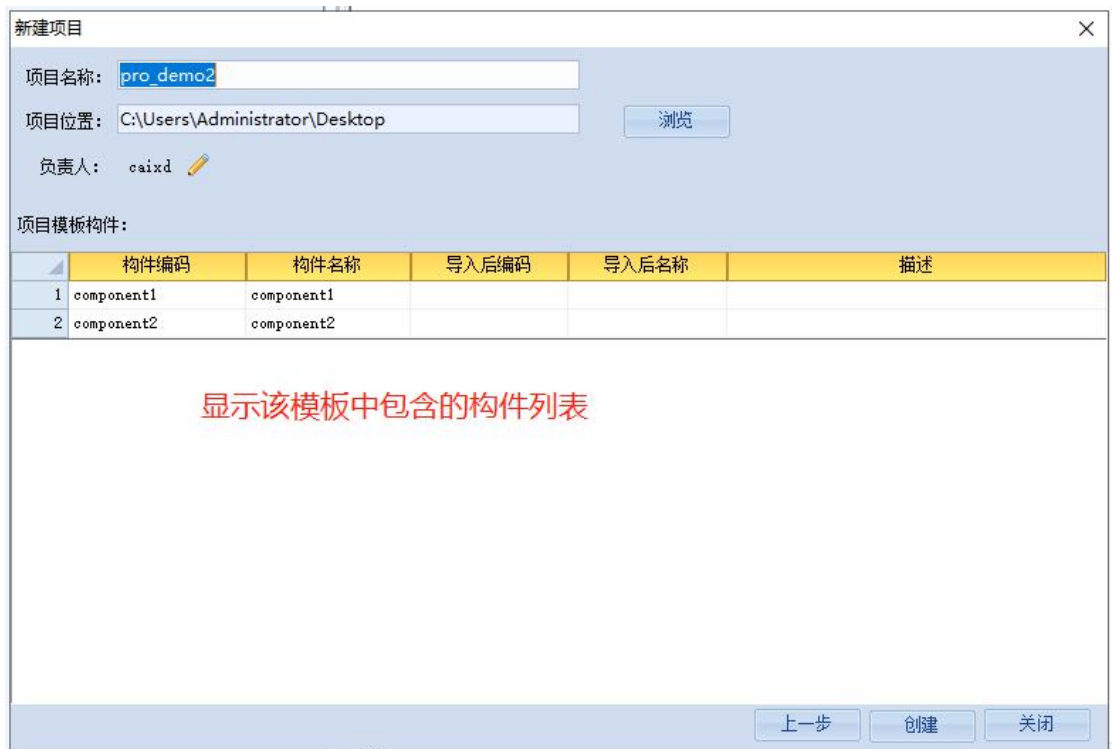 新建项目
项目名称： pro_demo2
项目位置： C:\Users\Administrator\Desktop 浏览
负责人： caixd
项目模板构件：
构件编码 构件名称 导入后编码 导入后名称 描述
1 component1 component1
2 component2 component2
显示该模板中包含的构件列表
上一步 创建 关闭